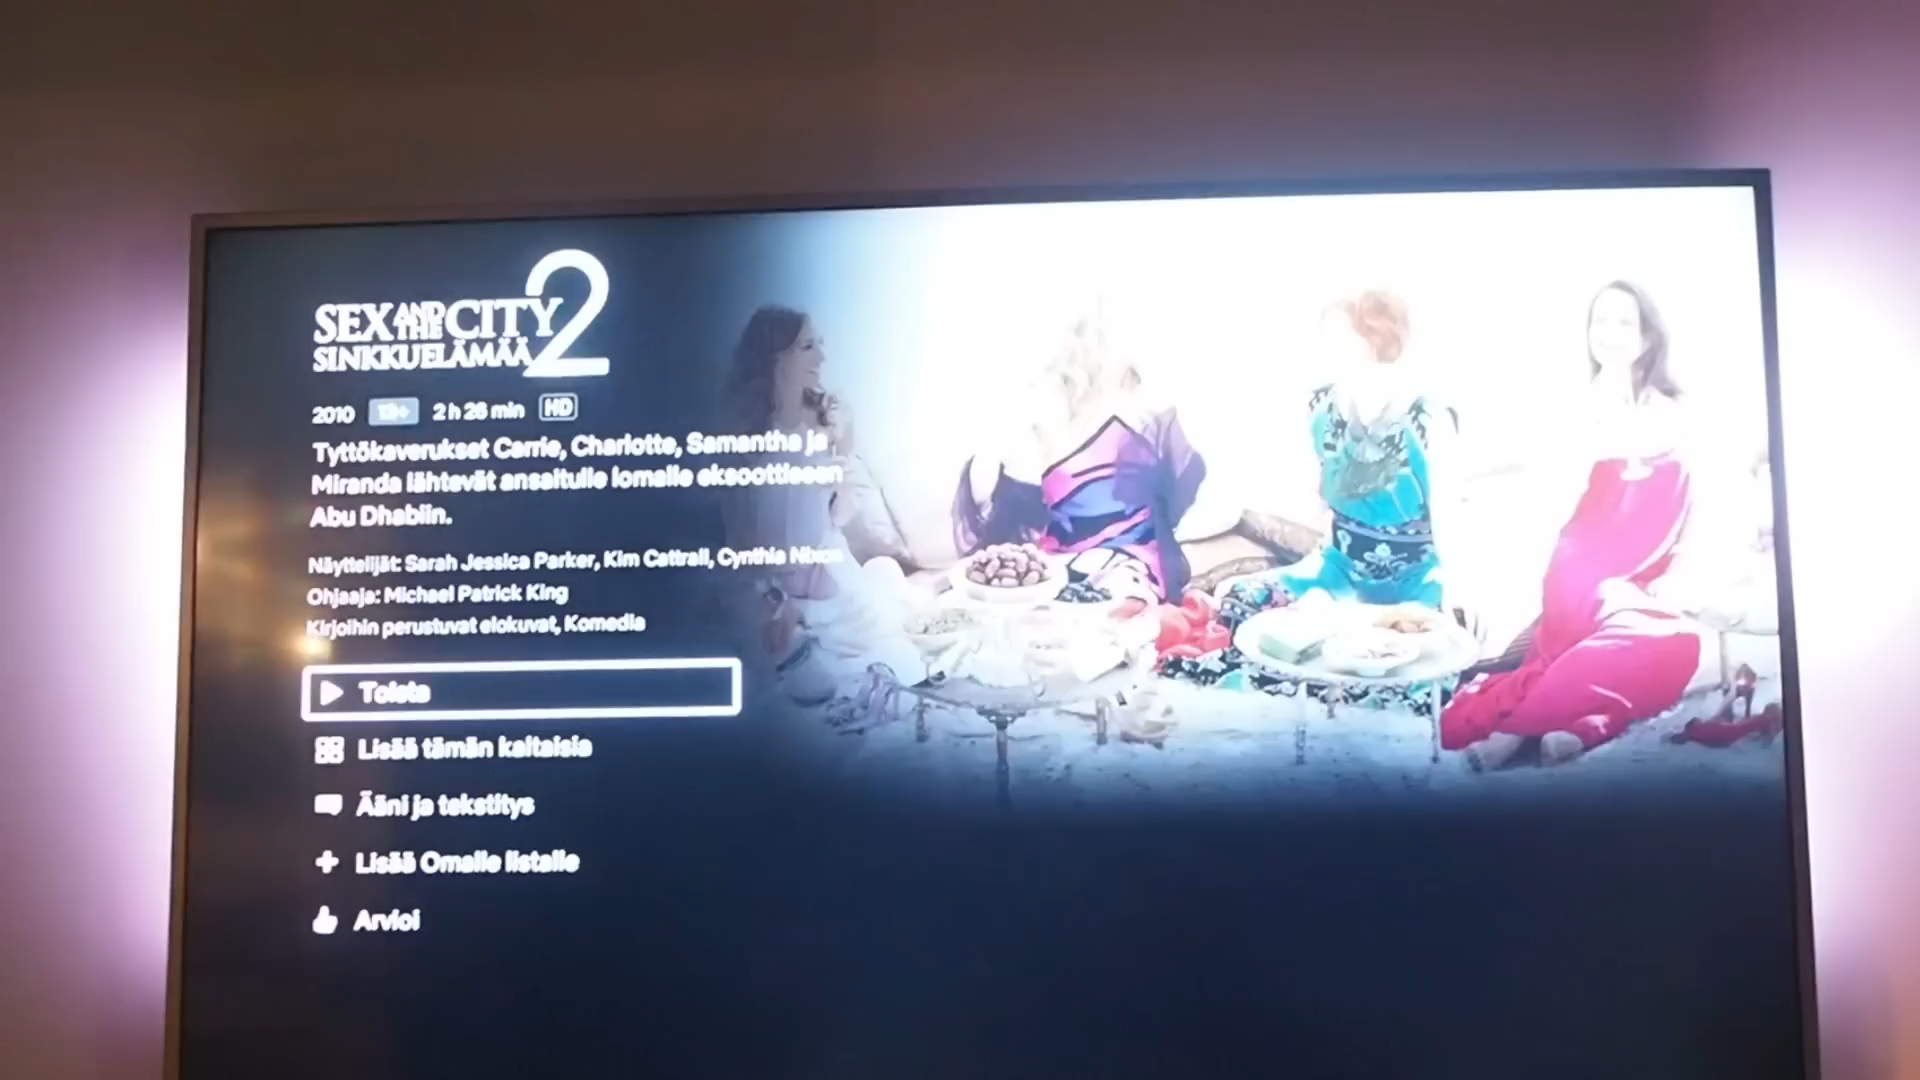 SEX AND THE CITY 2
SINKKUELÄMÄÄ
2010 13+ 2 h 26 min HD
Tyttökaverukset Carrie, Charlotte, Samantha ja
Miranda lähtevät ansaitulle lomalle eksoottiseen
Abu Dhabiin.
Näyttelijät: Sarah Jessica Parker, Kim Cattrall, Cynthia Nixon
Ohjaaja: Michael Patrick King
Kirjoihin perustuvat elokuvat, Komedia
Toista
Lisää tämän kaltaisia
Ääni ja tekstitys
Lisää Omalle listalle
Arvioi